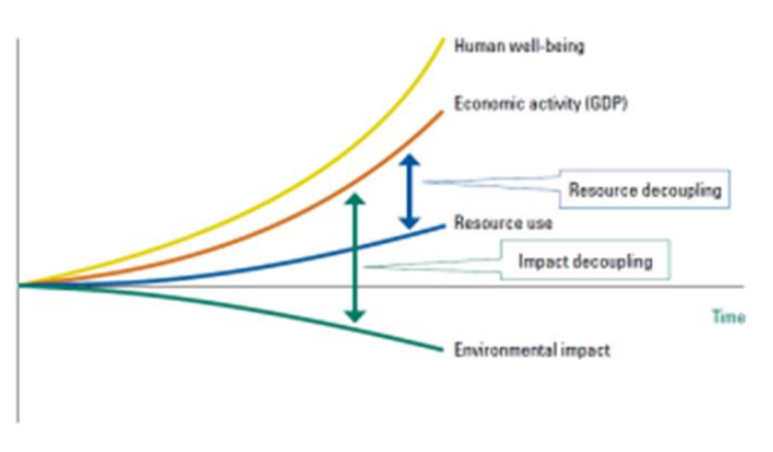 Human well-being
Economic activity (GDP)
Resource decoupling
Resource use
Impact decoupling
Time
Environmental impact